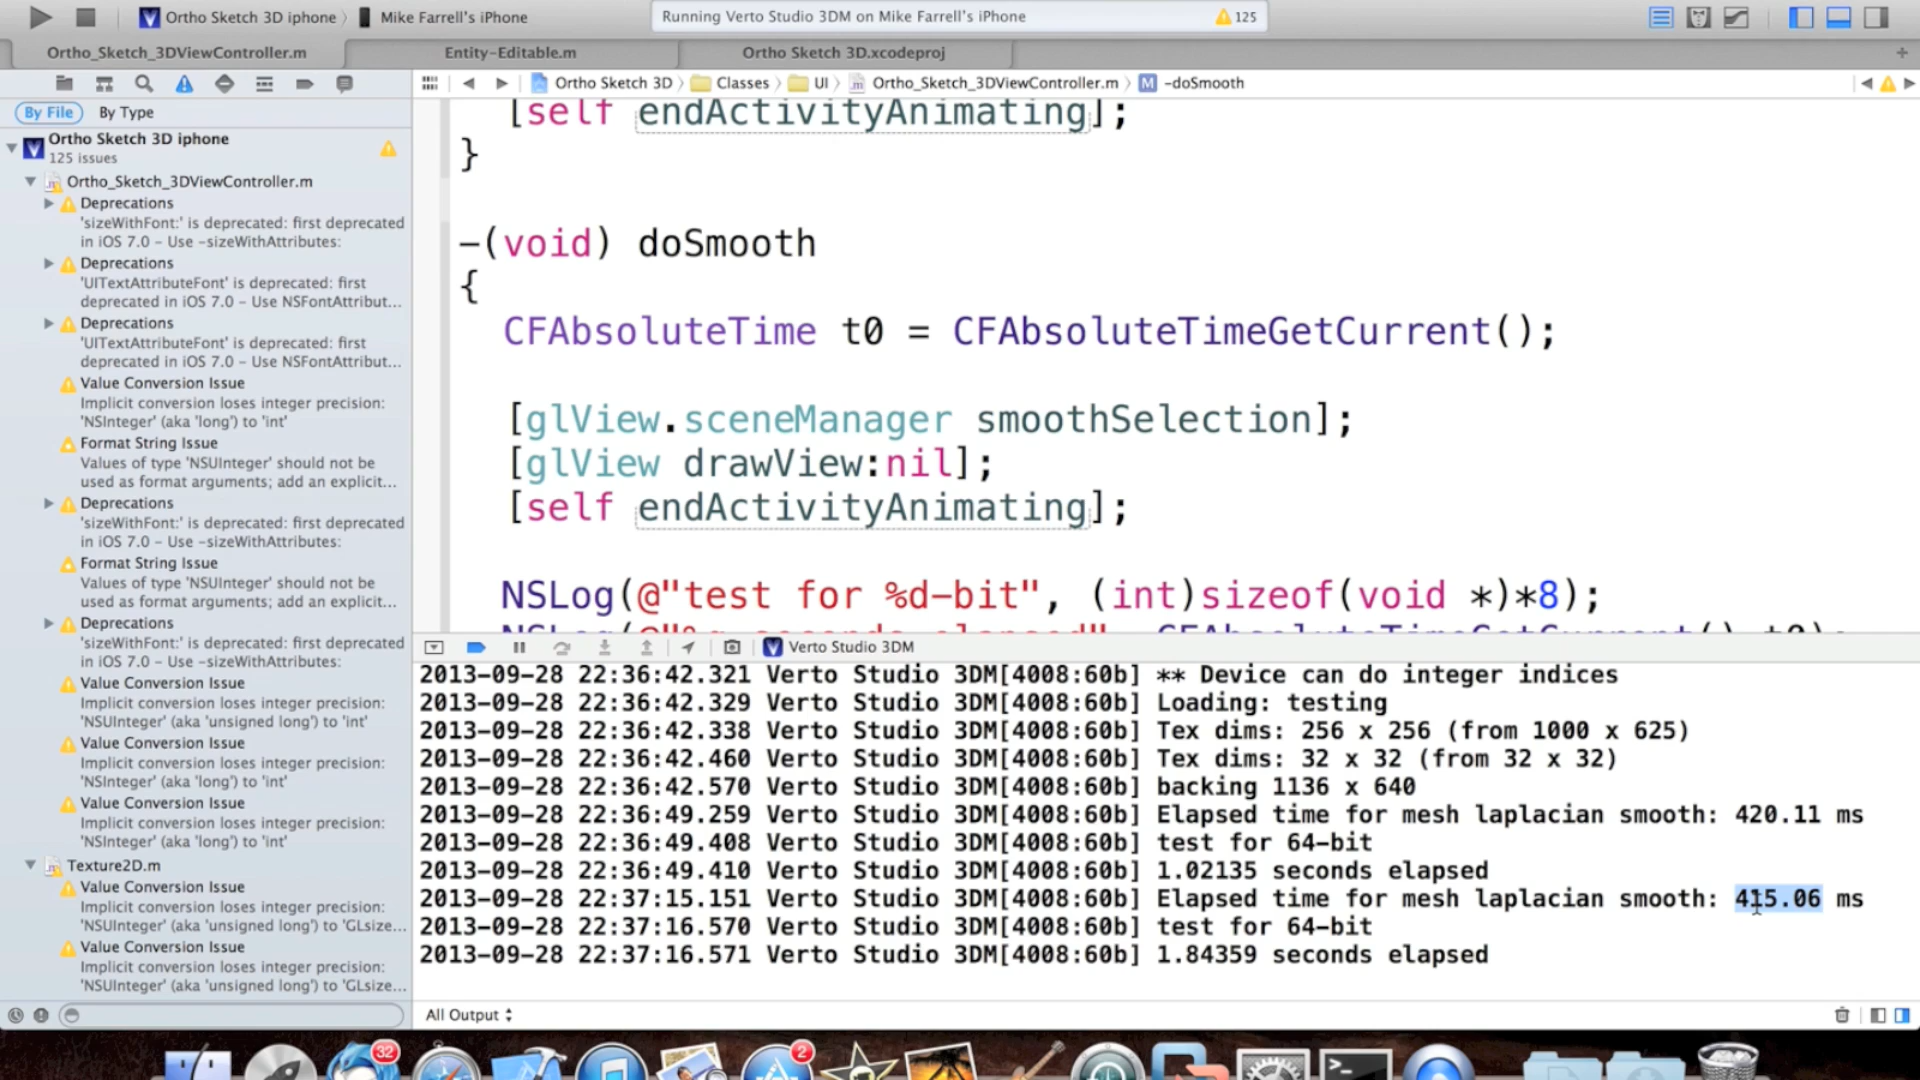 Ortho Sketch 3D iphone 〉 Mike Farrell's iPhone
Running Verto Studio 3DM on Mike Farrell's iPhone
125
Ortho_Sketch_3DViewController.m
Entity-Editable.m
Ortho Sketch 3D.xcodeproj
Ortho Sketch 3D 〉 Classes 〉 UI 〉 Ortho_Sketch_3DViewController.m 〉 M -doSmooth
By File By Type
Ortho Sketch 3D iphone
125 issues
Ortho_Sketch_3DViewController.m
Deprecations
'sizeWithFont:' is deprecated: first deprecated
in iOS 7.0 - Use -sizeWithAttributes:
Deprecations
'UITextAttributeFont' is deprecated: first
deprecated in iOS 7.0 - Use NSFontAttribut...
Deprecations
'UITextAttributeFont' is deprecated: first
deprecated in iOS 7.0 - Use NSFontAttribut...
Value Conversion Issue
Implicit conversion loses integer precision:
'NSInteger' (aka 'long') to 'int'
Format String Issue
Values of type 'NSUInteger' should not be
used as format arguments; add an explicit...
Deprecations
'sizeWithFont:' is deprecated: first deprecated
in iOS 7.0 - Use -sizeWithAttributes:
Format String Issue
Values of type 'NSUInteger' should not be
used as format arguments; add an explicit...
Deprecations
'sizeWithFont:' is deprecated: first deprecated
in iOS 7.0 - Use -sizeWithAttributes:
Value Conversion Issue
Implicit conversion loses integer precision:
'NSUInteger' (aka 'unsigned long') to 'int'
Value Conversion Issue
Implicit conversion loses integer precision:
'NSInteger' (aka 'long') to 'int'
Value Conversion Issue
Implicit conversion loses integer precision:
'NSInteger' (aka 'long') to 'int'
Texture2D.m
Value Conversion Issue
Implicit conversion loses integer precision:
'NSUInteger' (aka 'unsigned long') to 'GLsize...
Value Conversion Issue
Implicit conversion loses integer precision:
'NSUInteger' (aka 'unsigned long') to 'GLsize...
[self endActivityAnimating];
}
-(void) doSmooth
{
CFAbsoluteTime t0 = CFAbsoluteTimeGetCurrent();
[glView.sceneManager smoothSelection];
[glView drawView:nil];
[self endActivityAnimating];
NSLog(@"test for %d-bit", (int)sizeof(void *)*8);
NSLog(@"%g seconds elapsed", CFAbsoluteTimeGetCurrent()-t0);
Verto Studio 3DM
2013-09-28 22:36:42.321 Verto Studio 3DM[4008:60b] ** Device can do integer indices
2013-09-28 22:36:42.329 Verto Studio 3DM[4008:60b] Loading: testing
2013-09-28 22:36:42.338 Verto Studio 3DM[4008:60b] Tex dims: 256 x 256 (from 1000 x 625)
2013-09-28 22:36:42.460 Verto Studio 3DM[4008:60b] Tex dims: 32 x 32 (from 32 x 32)
2013-09-28 22:36:42.570 Verto Studio 3DM[4008:60b] backing 1136 x 640
2013-09-28 22:36:49.259 Verto Studio 3DM[4008:60b] Elapsed time for mesh laplacian smooth: 420.11 ms
2013-09-28 22:36:49.408 Verto Studio 3DM[4008:60b] test for 64-bit
2013-09-28 22:36:49.410 Verto Studio 3DM[4008:60b] 1.02135 seconds elapsed
2013-09-28 22:37:15.151 Verto Studio 3DM[4008:60b] Elapsed time for mesh laplacian smooth: 415.06 ms
2013-09-28 22:37:16.570 Verto Studio 3DM[4008:60b] test for 64-bit
2013-09-28 22:37:16.571 Verto Studio 3DM[4008:60b] 1.84359 seconds elapsed
All Output
32
2